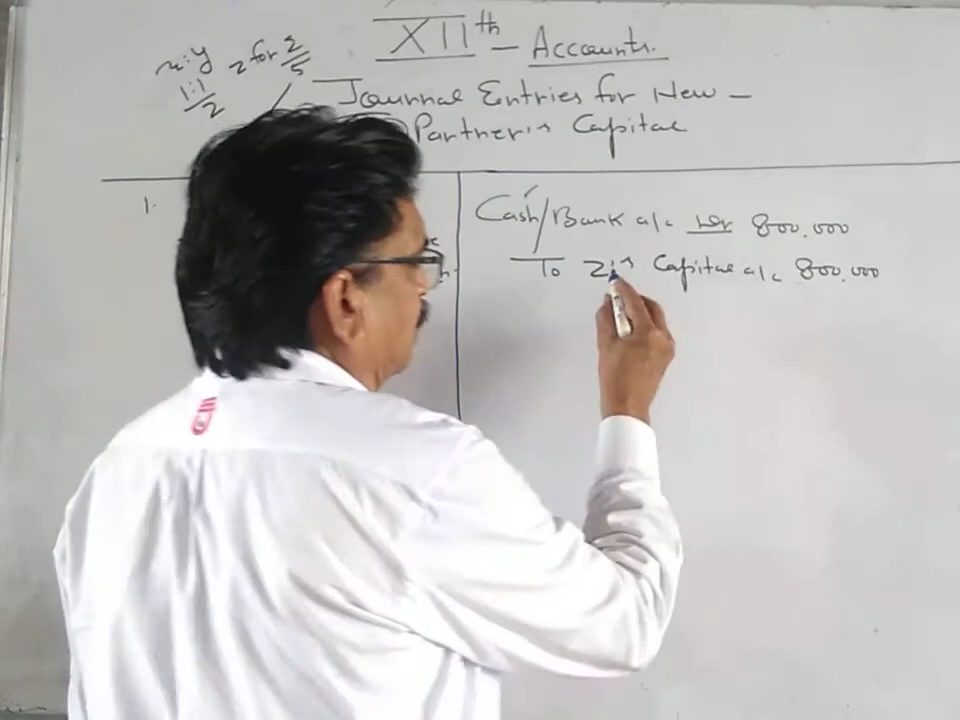 XIIth - Accounts.
x:y z for 2/5
1:1/2
Journal Entries for New -
Partner's Capital
1.
Cash/Bank a/c Dr 800.000
To Z's Capital a/c 800.000